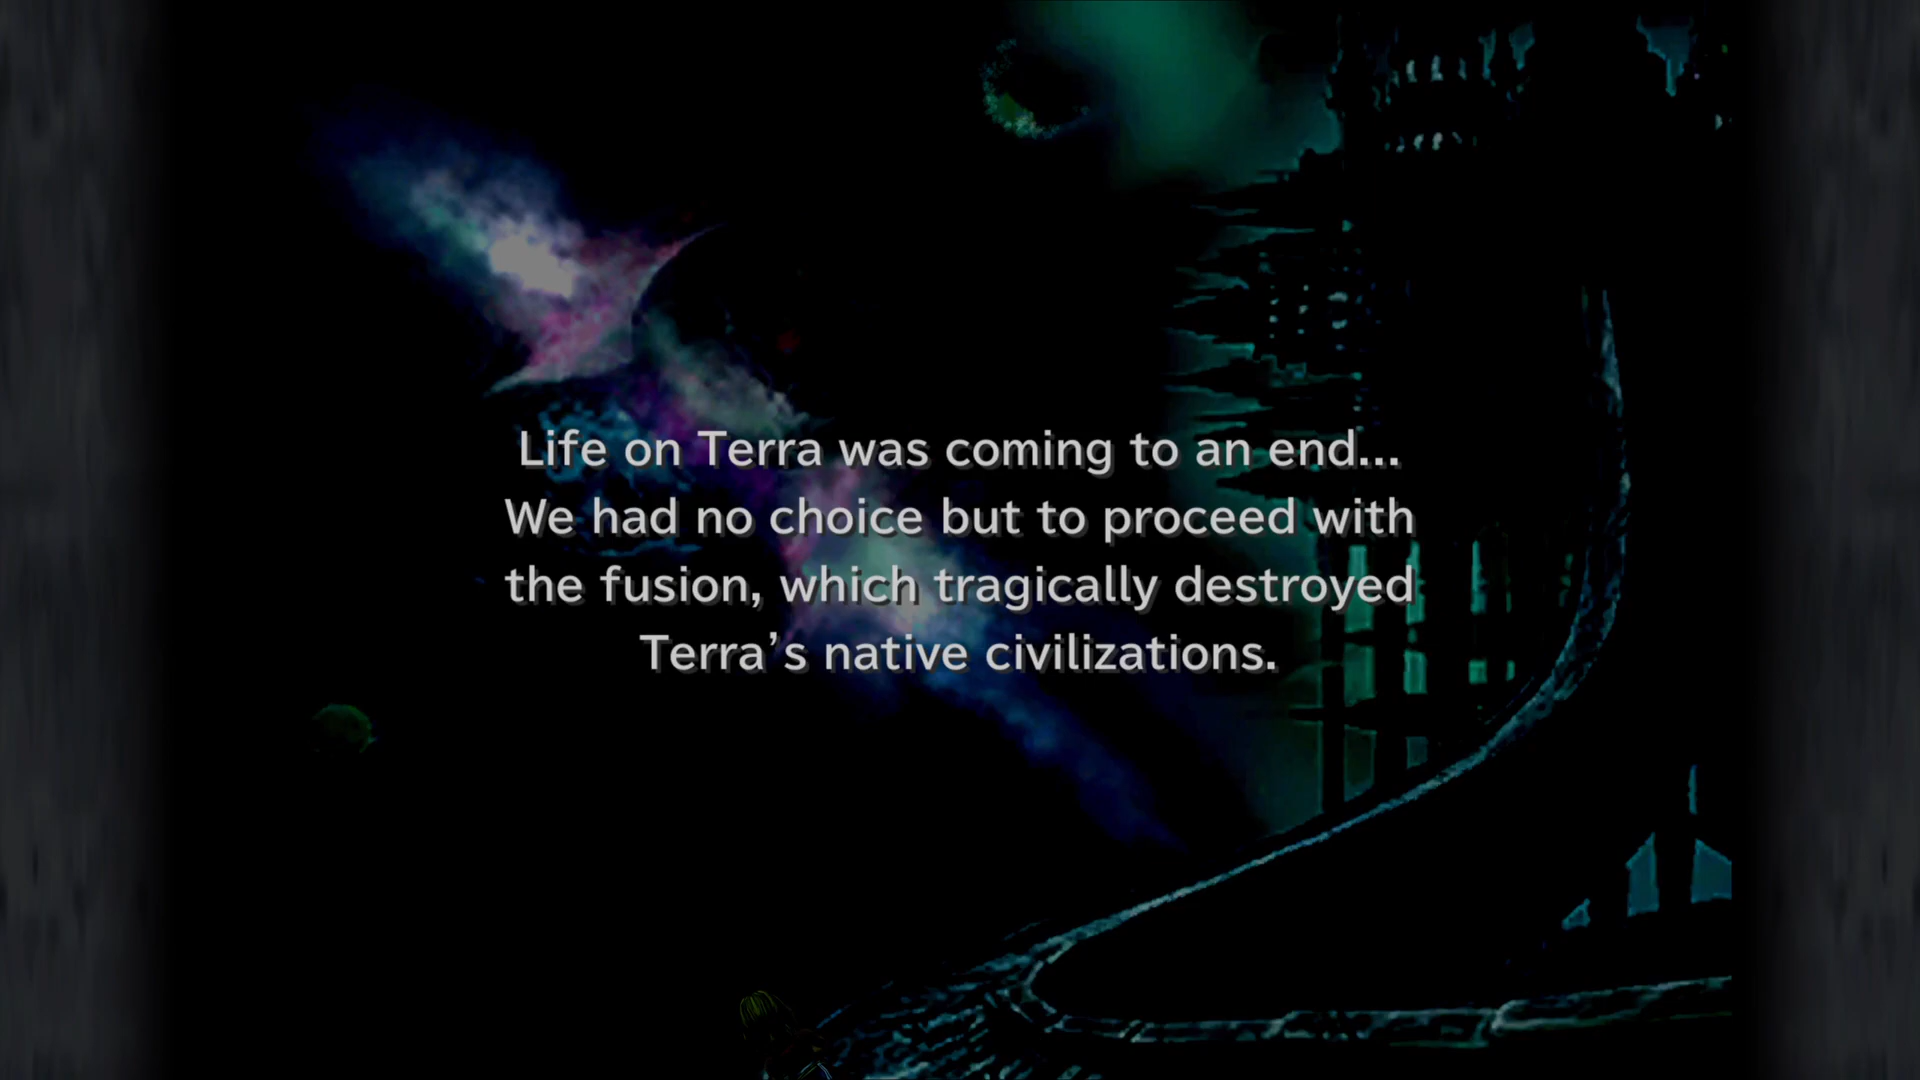 Life on Terra was coming to an end...
We had no choice but to proceed with
the fusion, which tragically destroyed
Terra's native civilizations.